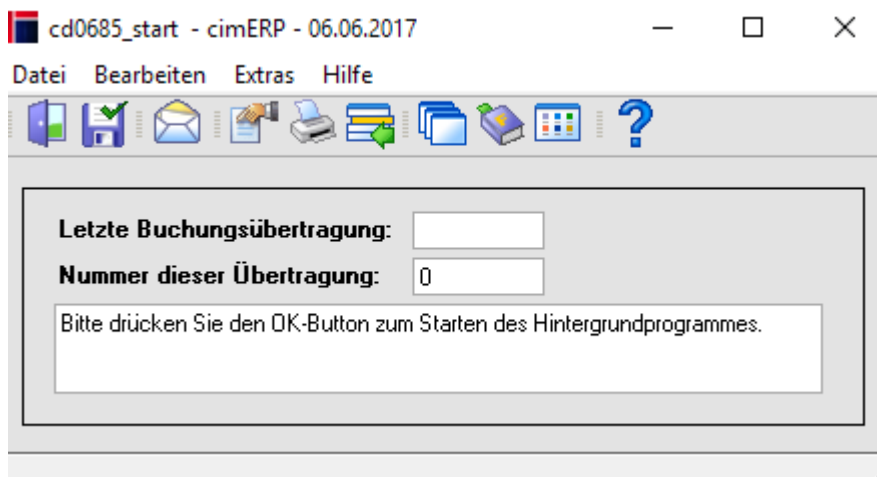 cd0685_start - cimERP - 06.06.2017
Datei Bearbeiten Extras Hilfe
Letzte Buchungsübertragung:
Nummer dieser Übertragung: 0
Bitte drücken Sie den OK-Button zum Starten des Hintergrundprogrammes.